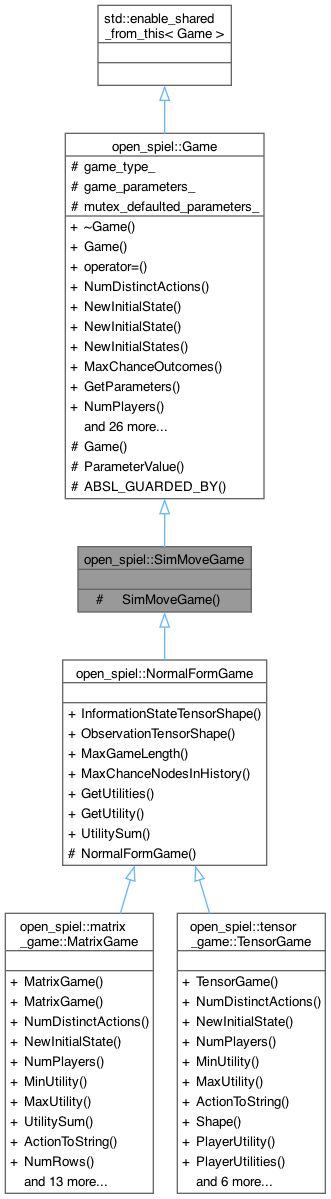 std::enable_shared
_from_this< Game >
open_spiel::Game
# game_type_
# game_parameters_
# mutex_defaulted_parameters_
+ ~Game()
+ Game()
+ operator=()
+ NumDistinctActions()
+ NewInitialState()
+ NewInitialState()
+ NewInitialStates()
+ MaxChanceOutcomes()
+ GetParameters()
+ NumPlayers()
and 26 more...
# Game()
# ParameterValue()
# ABSL_GUARDED_BY()
open_spiel::SimMoveGame
# SimMoveGame()
open_spiel::NormalFormGame
+ InformationStateTensorShape()
+ ObservationTensorShape()
+ MaxGameLength()
+ MaxChanceNodesInHistory()
+ GetUtilities()
+ GetUtility()
+ UtilitySum()
# NormalFormGame()
open_spiel::matrix
_game::MatrixGame
+ MatrixGame()
+ MatrixGame()
+ NumDistinctActions()
+ NewInitialState()
+ NumPlayers()
+ MinUtility()
+ MaxUtility()
+ UtilitySum()
+ ActionToString()
+ NumRows()
and 13 more...
open_spiel::tensor
_game::TensorGame
+ TensorGame()
+ NumDistinctActions()
+ NewInitialState()
+ NumPlayers()
+ MinUtility()
+ MaxUtility()
+ ActionToString()
+ Shape()
+ PlayerUtility()
+ PlayerUtilities()
and 6 more...